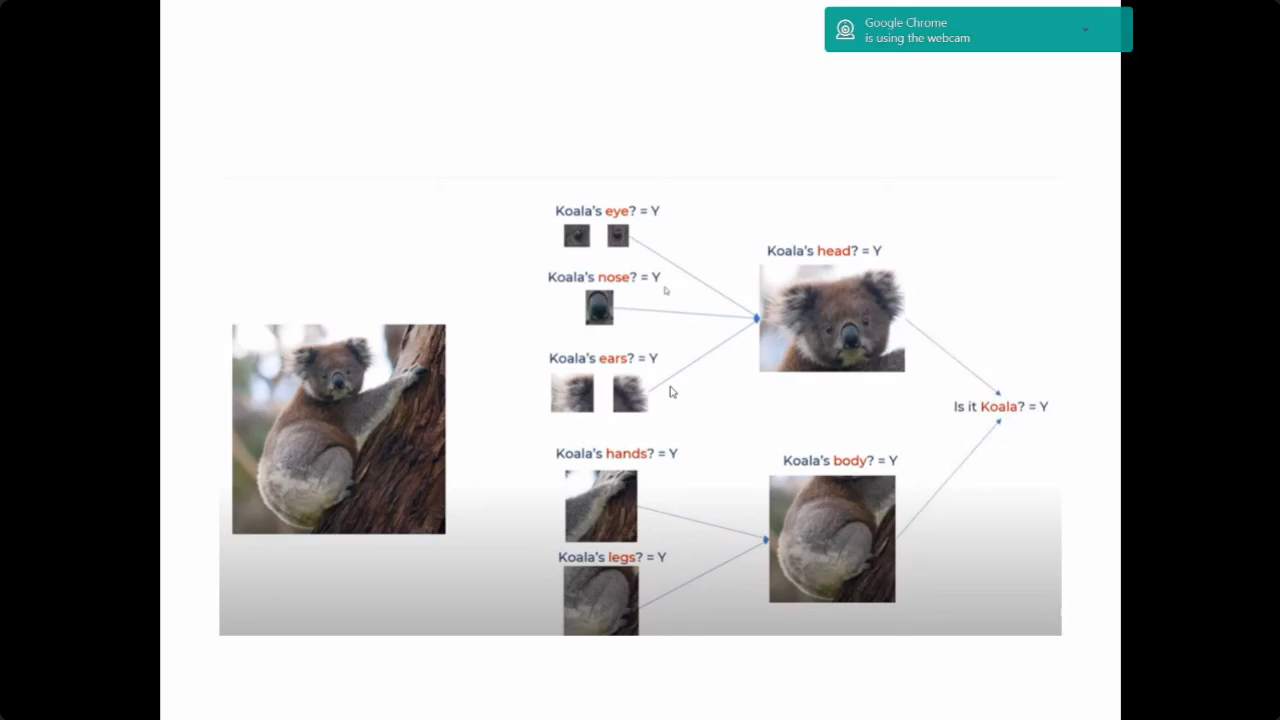 Google Chrome
is using the webcam
Koala's eye? = Y
Koala's nose? = Y
Koala's ears? = Y
Koala's hands? = Y
Koala's legs? = Y
Koala's head? = Y
Koala's body? = Y
Is it Koala? = Y